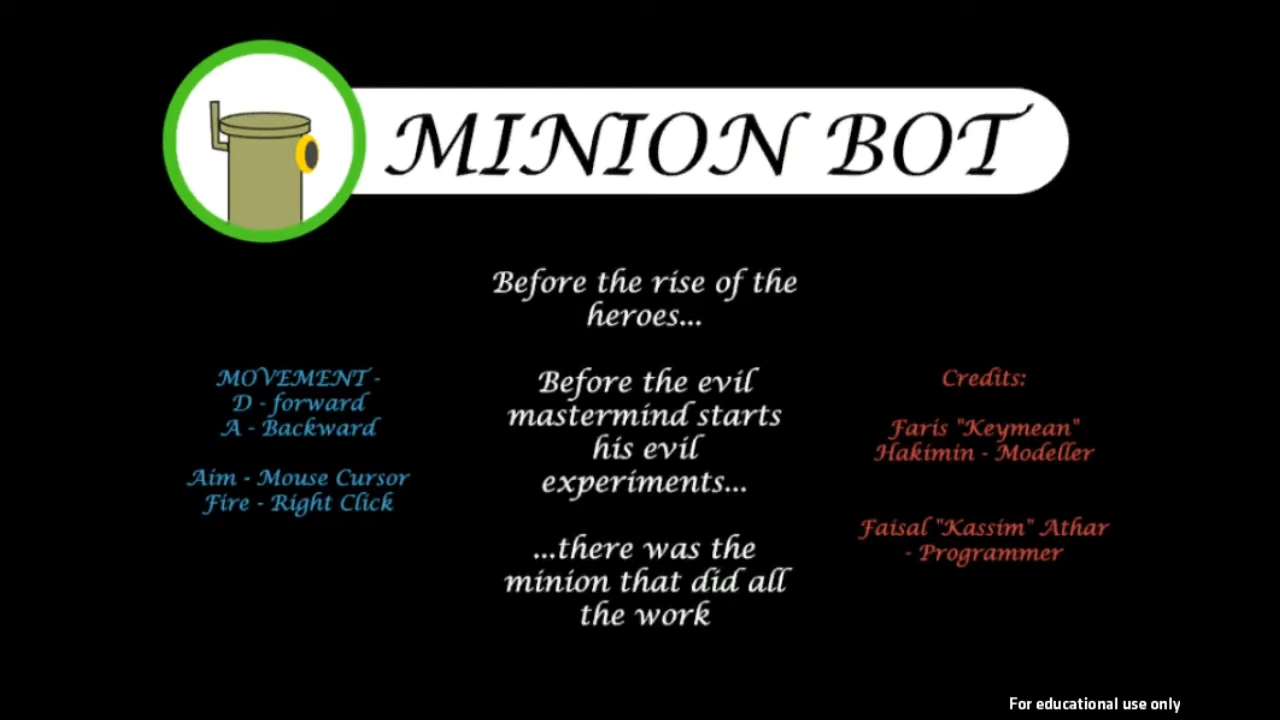 MINION BOT
Before the rise of the
heroes...
Before the evil
mastermind starts
his evil
experiments...
...there was the
minion that did all
the work
MOVEMENT -
D - forward
A - Backward
Aim - Mouse Cursor
Fire - Right Click
Credits:
Faris "Keymean"
Hakimin - Modeller
Faisal "Kassim" Athar
- Programmer
For educational use only